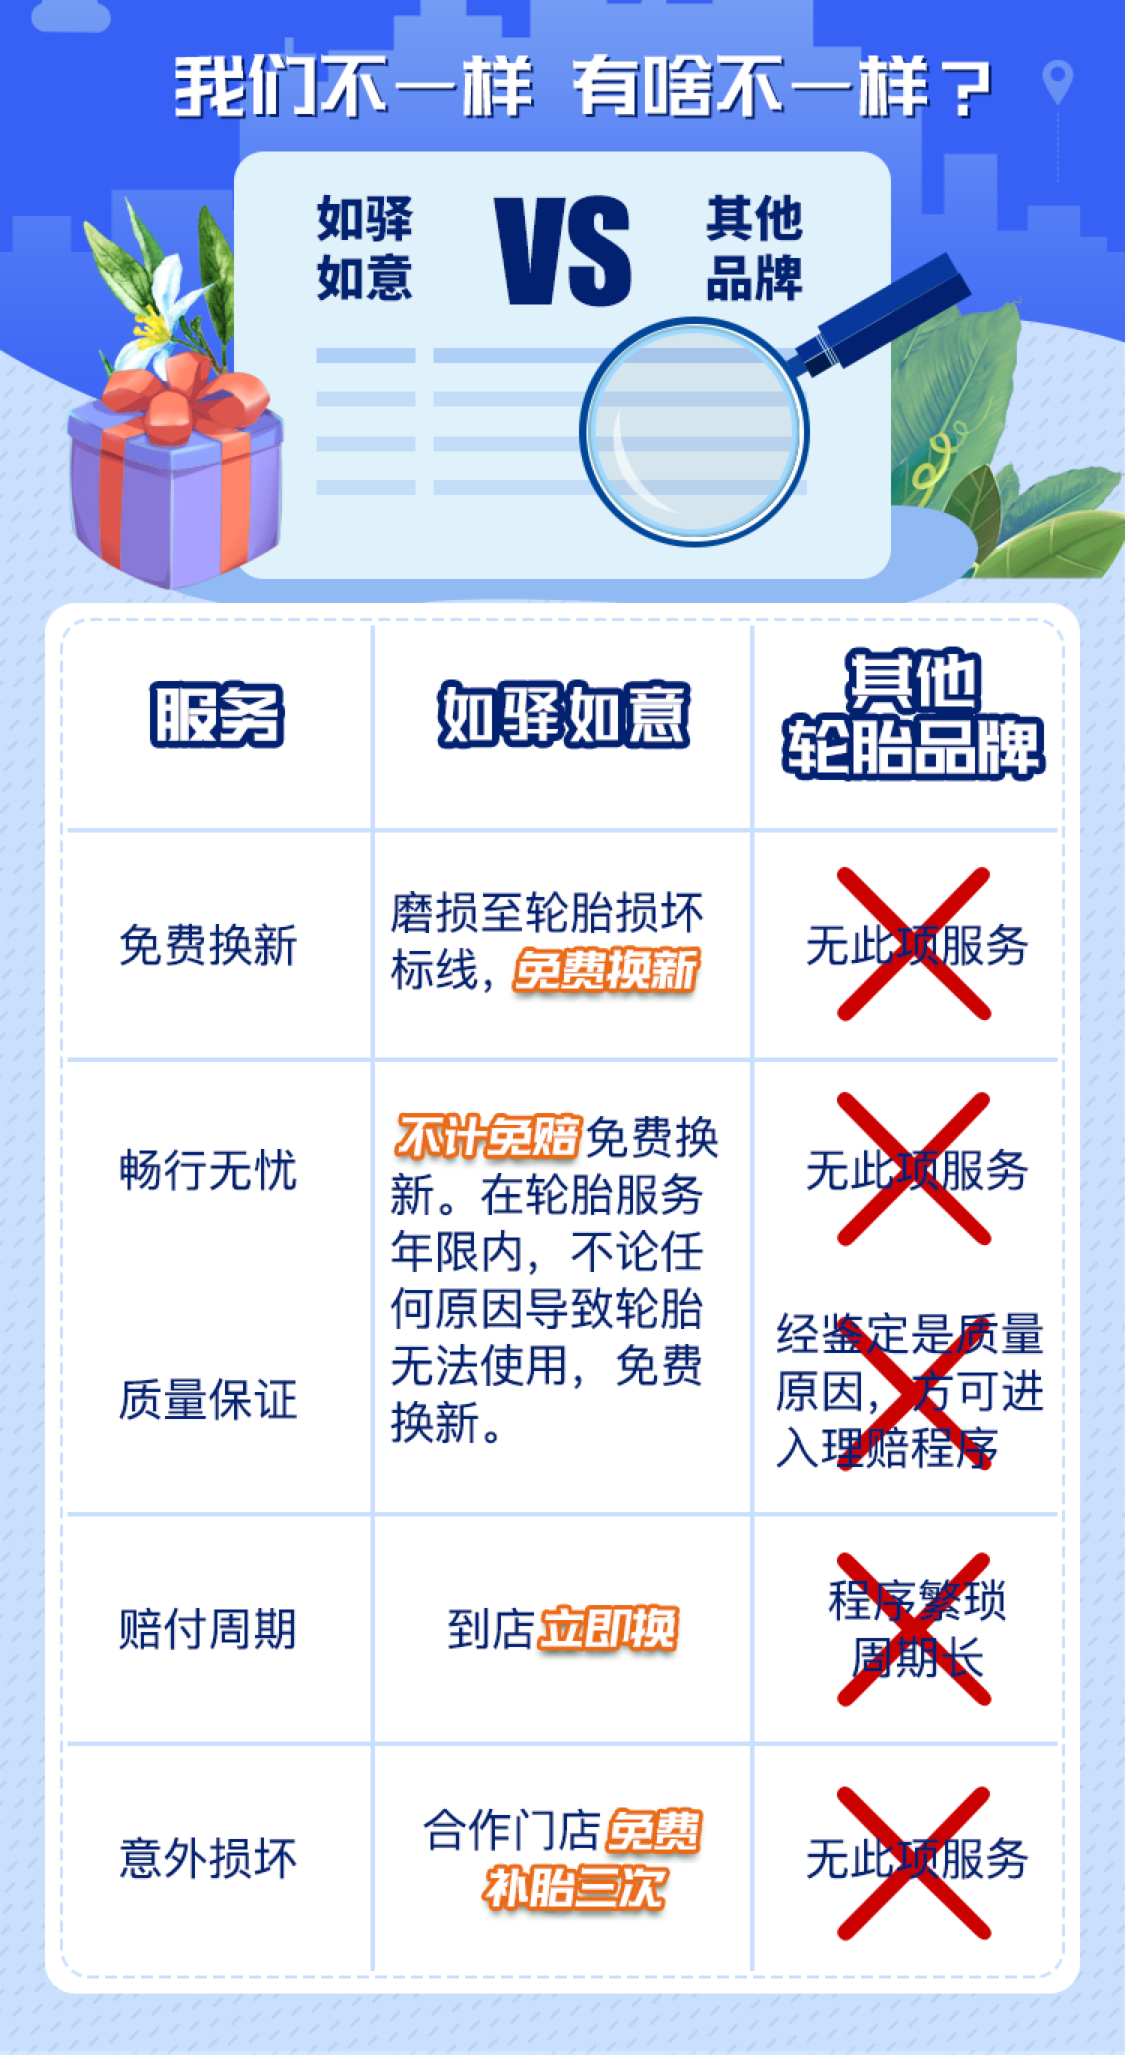 我们不一样 有啥不一样？
如驿
如意
VS
其他
品牌
服务
如驿如意
其他
轮胎品牌
免费换新
磨损至轮胎损坏
标线，免费换新
无此项服务
畅行无忧
不计免赔免费换
新。在轮胎服务
年限内，不论任
何原因导致轮胎
无法使用，免费
换新。
无此项服务
质量保证
经鉴定是质量
原因，方可进
入理赔程序
赔付周期
到店立即换
程序繁琐
周期长
意外损坏
合作门店免费
补胎三次
无此项服务